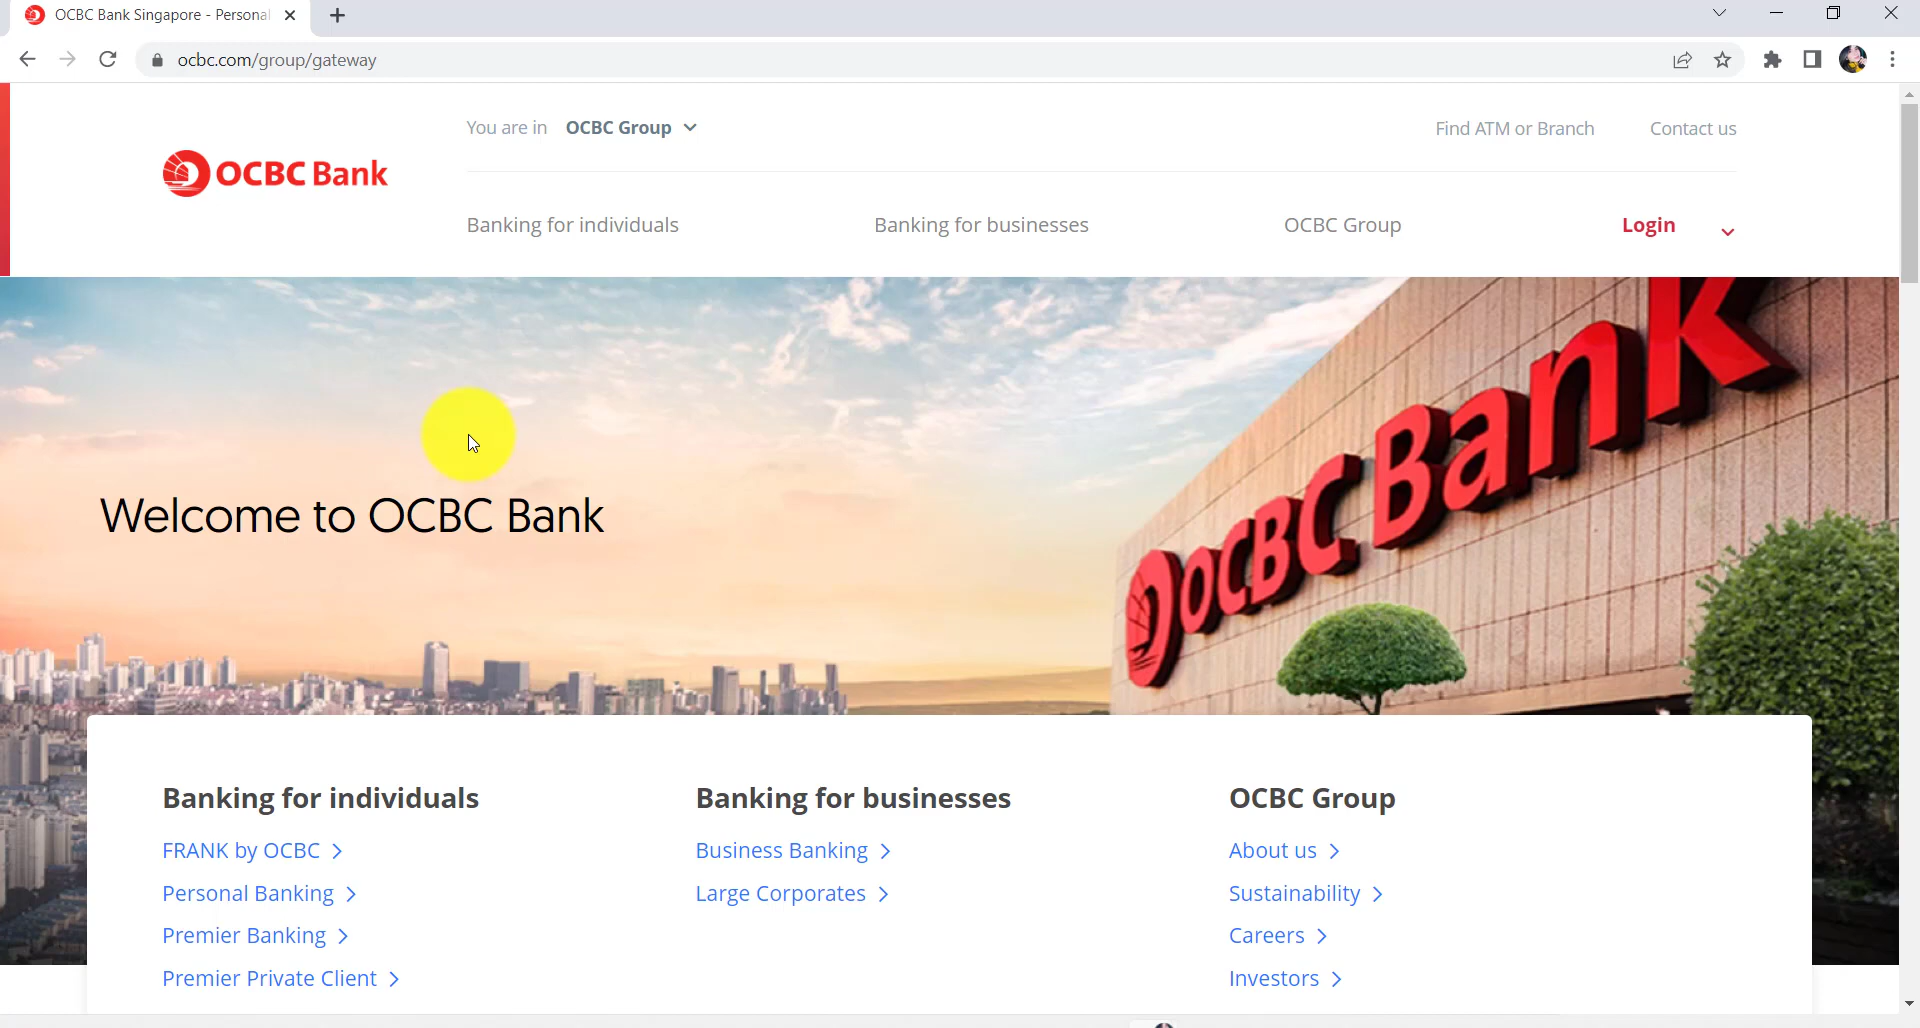 OCBC Bank Singapore - Personal
ocbc.com/group/gateway
You are in OCBC Group
Find ATM or Branch
Contact us
OCBC Bank
Banking for individuals
Banking for businesses
OCBC Group
Login
OCBC Bank
Welcome to OCBC Bank
Banking for individuals
FRANK by OCBC
Personal Banking
Premier Banking
Premier Private Client
Banking for businesses
Business Banking
Large Corporates
OCBC Group
About us
Sustainability
Careers
Investors